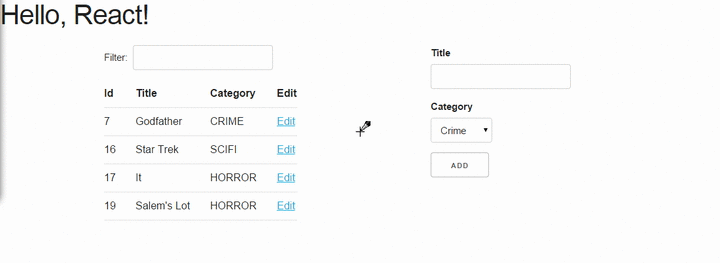 Hello, React!
Filter:
Id Title Category Edit
7 Godfather CRIME Edit
16 Star Trek SCIFI Edit
17 It HORROR Edit
19 Salem's Lot HORROR Edit
Title
Category
Crime
ADD